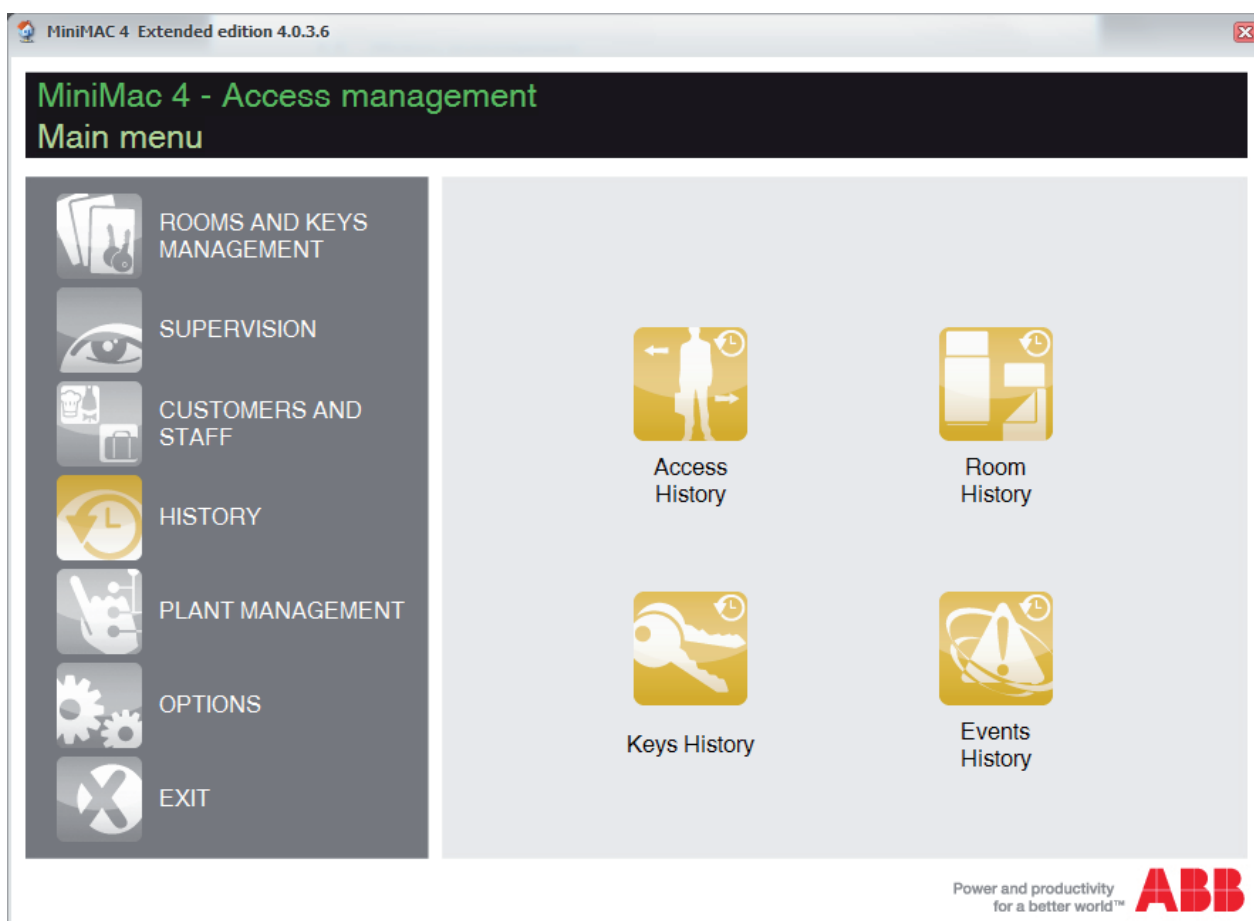 MiniMAC 4 Extended edition 4.0.3.6
MiniMac 4 - Access management
Main menu
ROOMS AND KEYS
MANAGEMENT
SUPERVISION
CUSTOMERS AND
STAFF
HISTORY
PLANT MANAGEMENT
OPTIONS
EXIT
Access
History
Room
History
Keys History
Events
History
Power and productivity
for a better world™
ABB